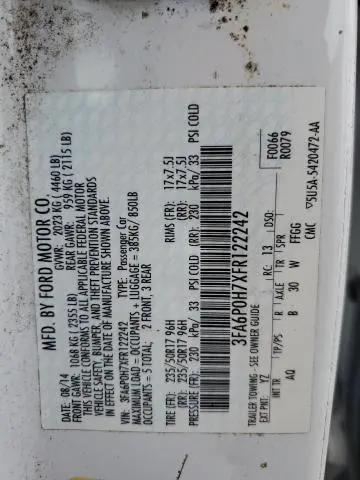 MFD. BY FORD MOTOR CO.
DATE: 08/14 GVWR: 2023 KG ( 4460 LB)
FRONT GAWR: 1068 KG ( 2355 LB) REAR GAWR: 959 KG ( 2115 LB)
THIS VEHICLE CONFORMS TO ALL APPLICABLE FEDERAL MOTOR
VEHICLE SAFETY, BUMPER, AND THEFT PREVENTION STANDARDS
IN EFFECT ON THE DATE OF MANUFACTURE SHOWN ABOVE.
VIN: 3FA6P0H7XFR122242 TYPE: Passenger Car
MAXIMUM LOAD = OCCUPANTS + LUGGAGE = 385KG/ 850LB
OCCUPANTS = 5 TOTAL: 2 FRONT, 3 REAR
TIRE (FR): 235/50R17 96H RIMS (FR): 17x7.5J
(RR): 235/50R17 96H (RR): 17x7.5J
PRESSURE (FR): 230 kPa/ 33 PSI COLD (RR): 230 kPa/ 33 PSI COLD
3FA6P0H7XFR122242
F0066
R0079
TRAILER TOWING - SEE OWNER GUIDE
EXT PNT: YZ RC: 13 DSO:
INT TR TP/PS R AXLE TR SPR
AQ B 30 W FFGG
CMC 5U5A-5420472-AA